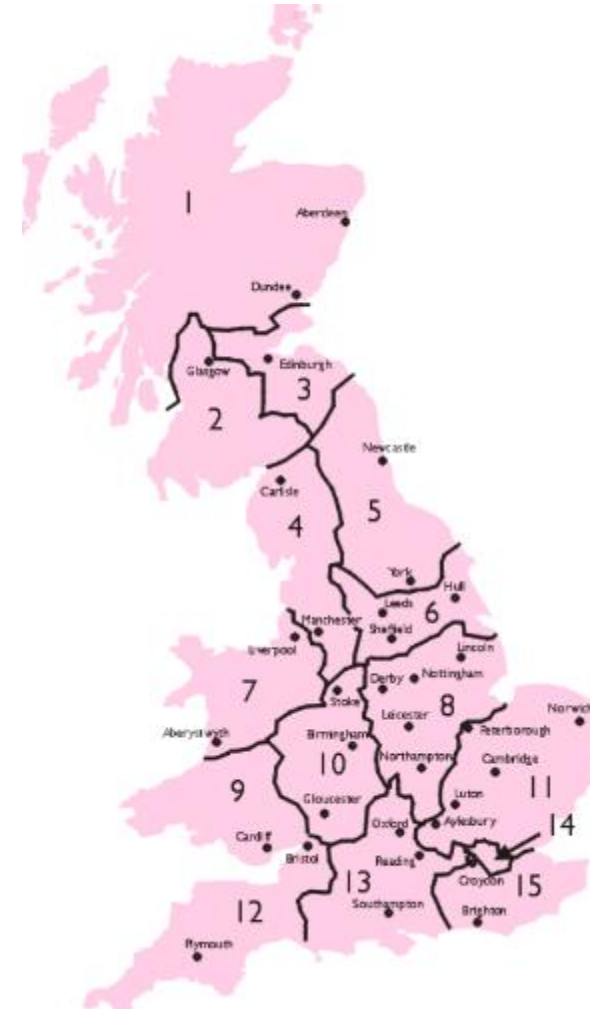 1
Aberdeen
Dundee
Edinburgh
Glasgow
3
2
Newcastle
Carlisle
4
5
York
Hull
Leeds
6
Manchester
Sheffield
Liverpool
Lincoln
Nottingham
Derby
7
Stoke
8
Leicester
Norwich
Peterborough
Aberystwyth
Birmingham
10
Northampton
Cambridge
11
9
Luton
Gloucester
Aylesbury
14
Oxford
Cardiff
Bristol
Reading
Croydon
13
15
12
Southampton
Brighton
Plymouth